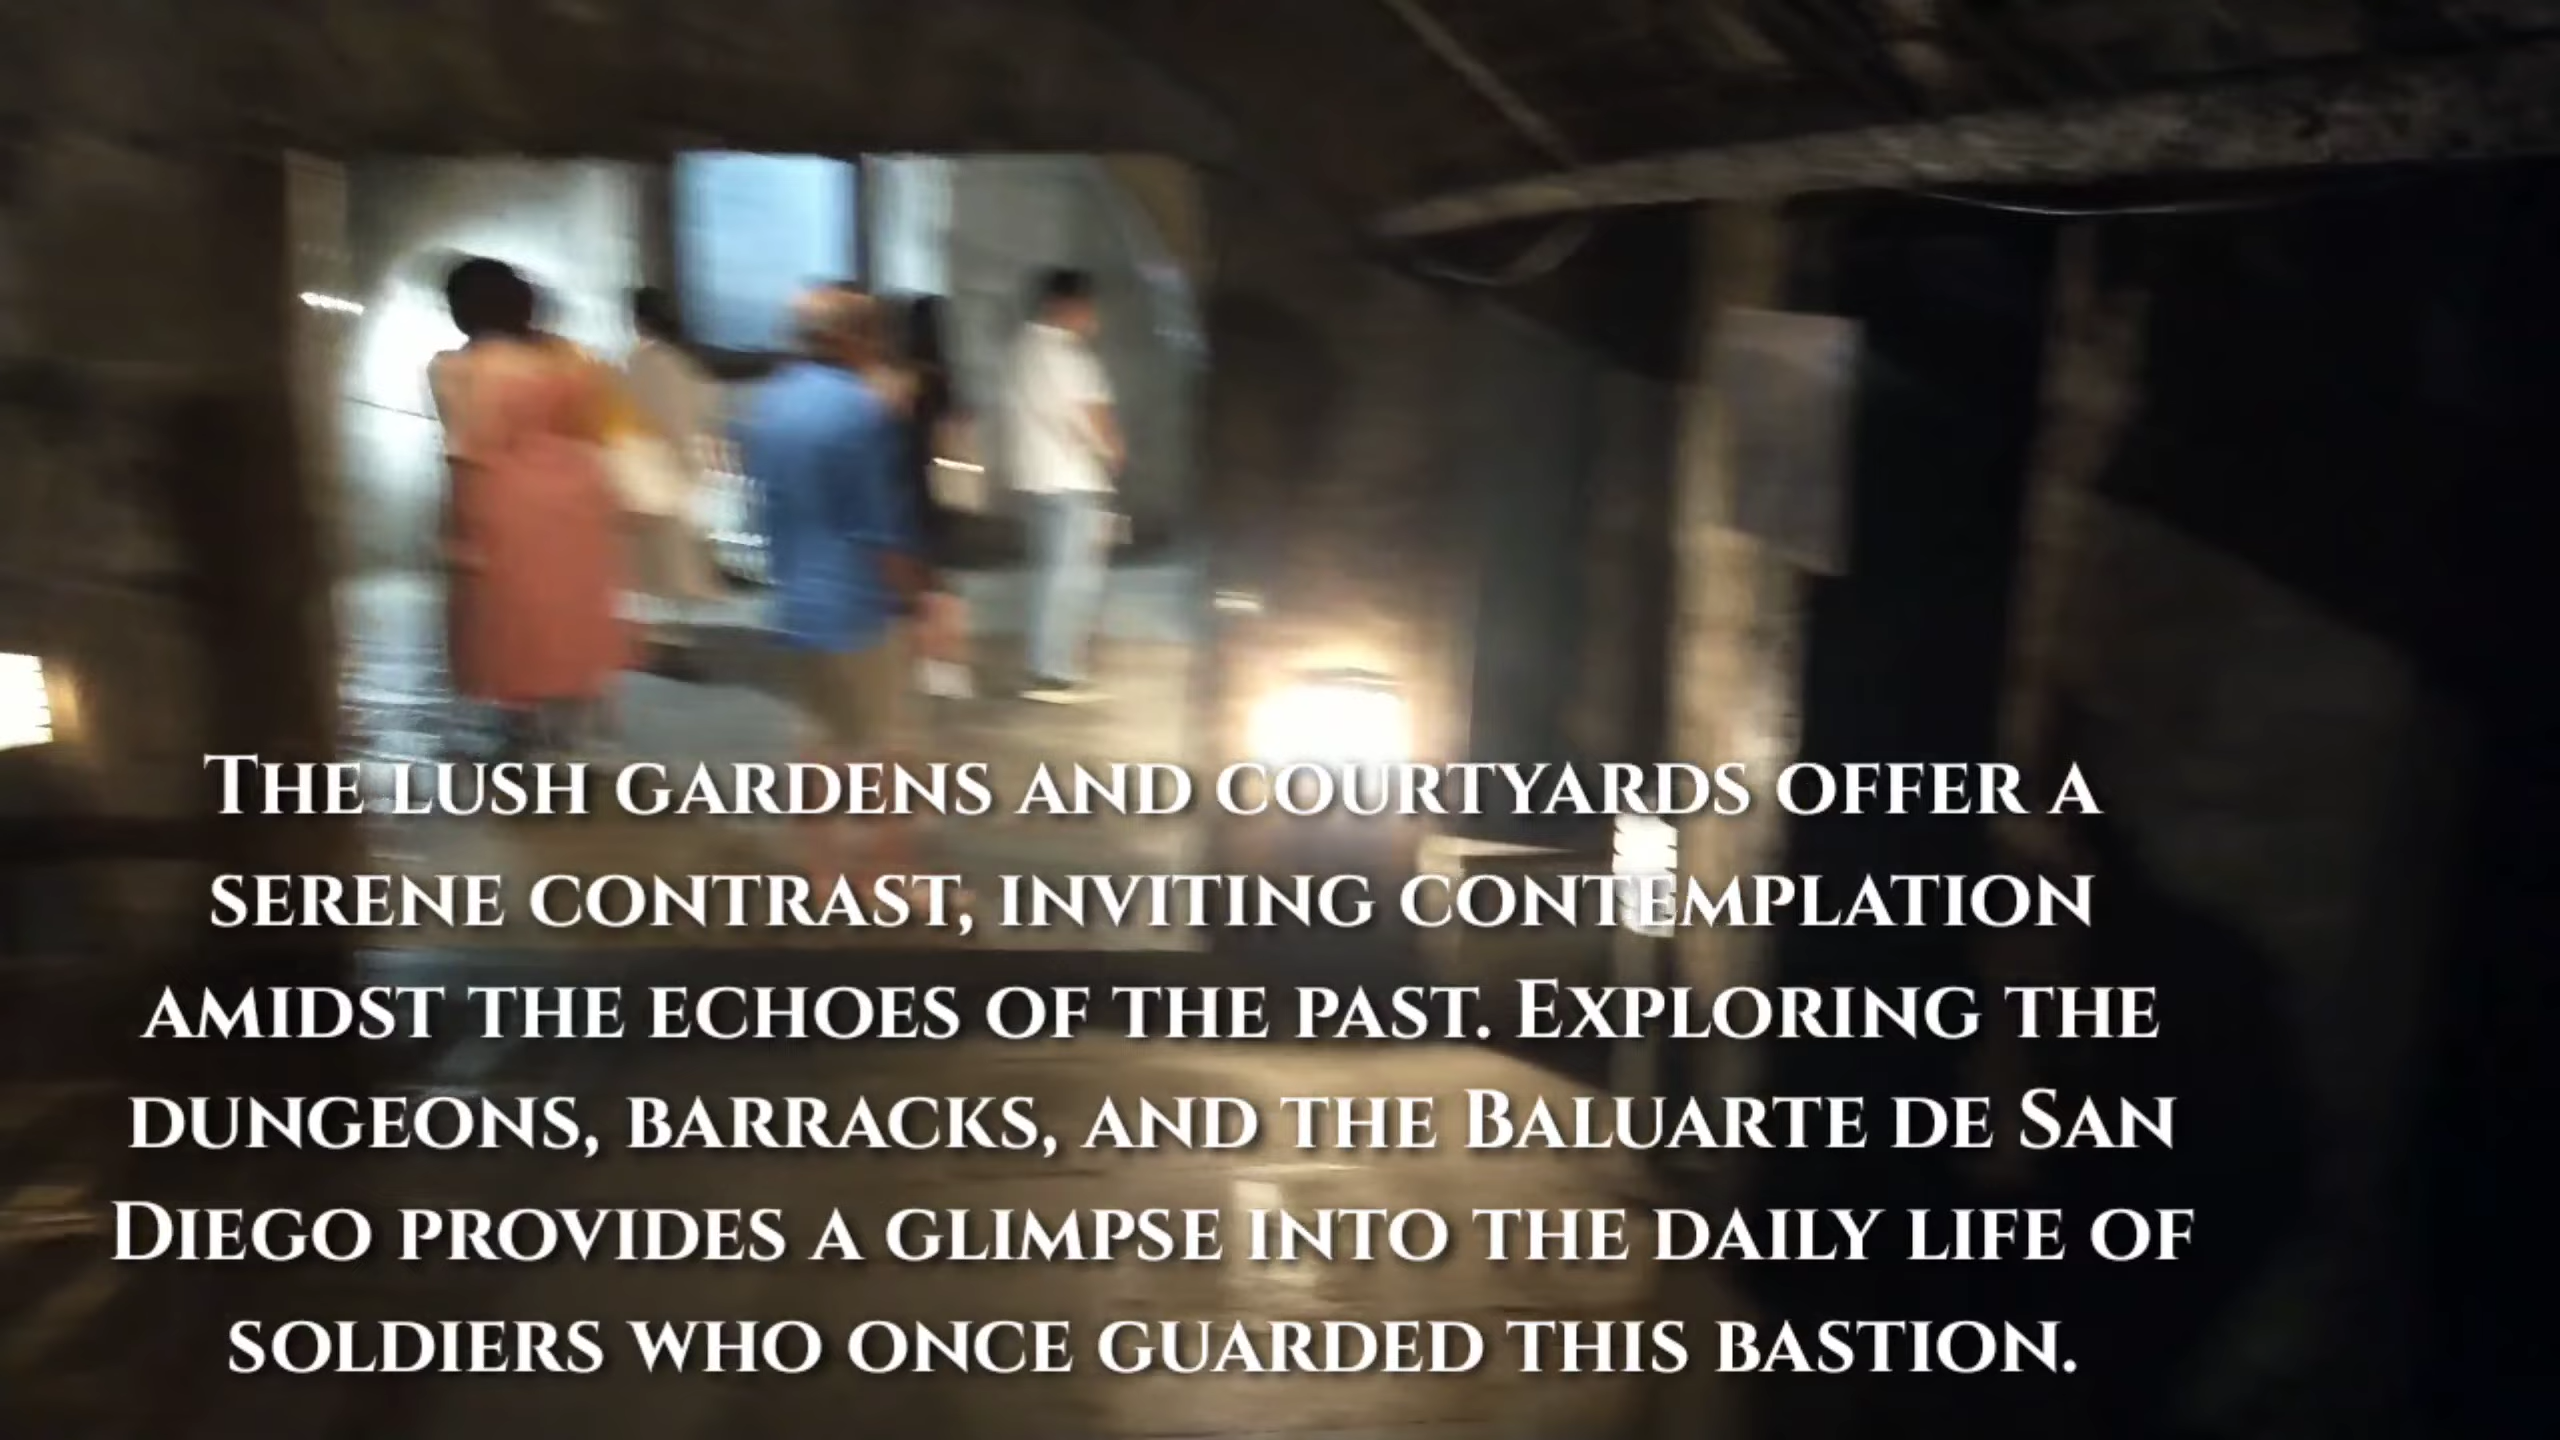 The lush gardens and courtyards offer a
serene contrast, inviting contemplation
amidst the echoes of the past. Exploring the
dungeons, barracks, and the Baluarte de San
Diego provides a glimpse into the daily life of
soldiers who once guarded this bastion.